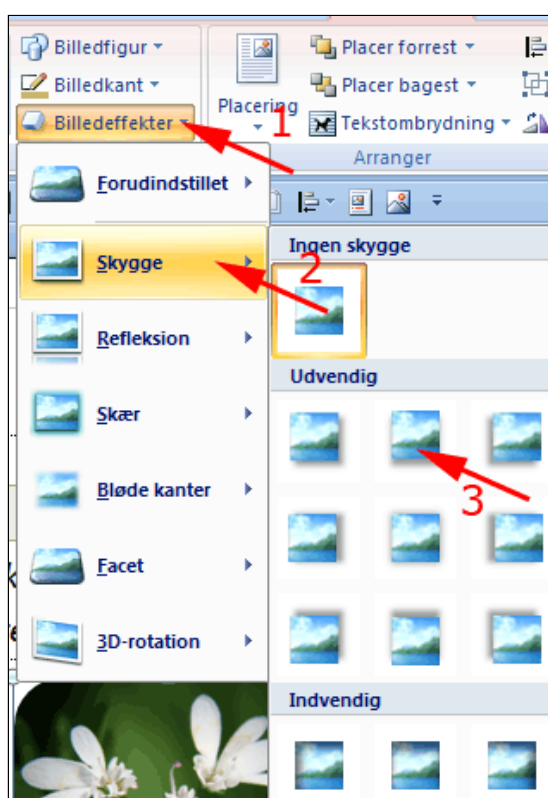 Billedfigur
Billedkant
Billedeffekter
Placering
Placer forrest
Placer bagest
Tekstombrydning
Arranger
1
Forudindstillet
Skygge
2
Refleksion
Skær
Bløde kanter
Facet
3D-rotation
Ingen skygge
Udvendig
3
Indvendig